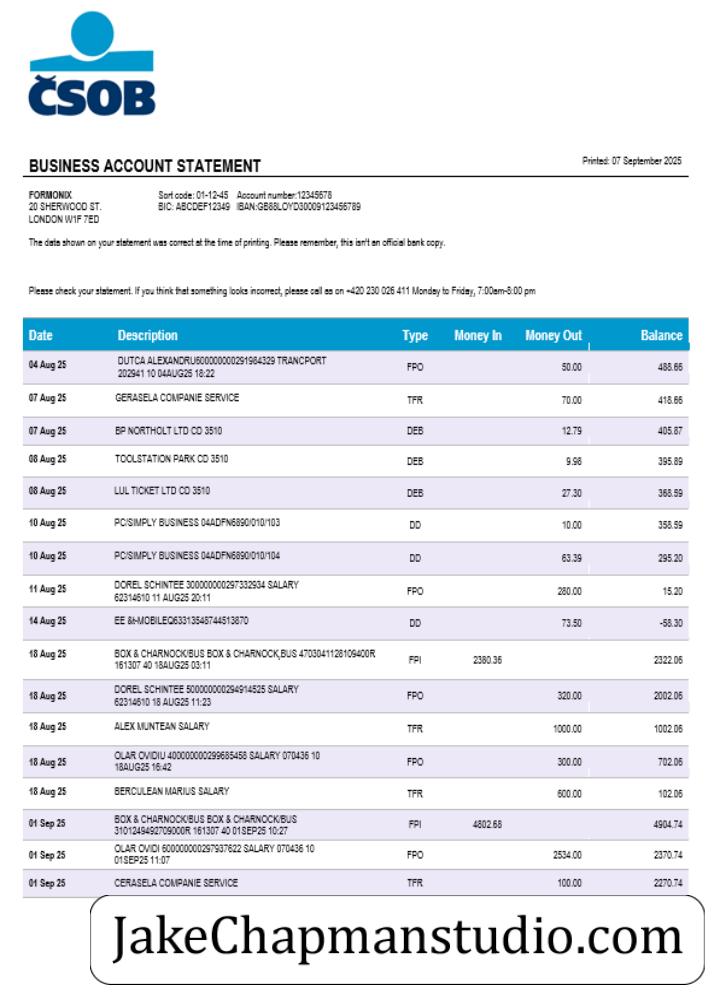 ČSOB
BUSINESS ACCOUNT STATEMENT
Printed: 07 September 2025
FORMONIX
20 SHERWOOD ST.
LONDON W1F 7ED
Sort code: 01-12-45 Account number:12345678
BIC: ABCDEF12349 IBAN:GB88LOYD30009123456789
The data shown on your statement was correct at the time of printing. Please remember, this isn't an official bank copy.
Please check your statement. If you think that something looks incorrect, please call as on +420 230 026 411 Monday to Friday, 7:00am-8:00 pm
Date Description Type Money In Money Out Balance
04 Aug 25 DUTCA ALEXANDRU600000000291984329 TRANCPORT FPO 50.00 488.66
202941 10 04AUG25 18:22
07 Aug 25 GERASELA COMPANIE SERVICE TFR 70.00 418.66
07 Aug 25 BP NORTHOLT LTD CD 3510 DEB 12.79 405.87
08 Aug 25 TOOLSTATION PARK CD 3510 DEB 9.98 395.89
08 Aug 25 LUL TICKET LTD CD 3510 DEB 27.30 368.59
10 Aug 25 PC/SIMPLY BUSINESS 04ADFN6890/010/103 DD 10.00 358.59
10 Aug 25 PC/SIMPLY BUSINESS 04ADFN6890/010/104 DD 63.39 295.20
11 Aug 25 DOREL SCHINTEE 300000000297332934 SALARY FPO 280.00 15.20
62314610 11 AUG25 20:11
14 Aug 25 EE &t-MOBILEQ63313548744513870 DD 73.50 -58.30
18 Aug 25 BOX & CHARNOCK/BUS BOX & CHARNOCK,BUS 4703041128109400R FPI 2380.36 2322.06
161307 40 18AUG25 03:11
18 Aug 25 DOREL SCHINTEE 500000000294914525 SALARY FPO 320.00 2002.06
62314610 18 AUG25 11:23
18 Aug 25 ALEX MUNTEAN SALARY TFR 1000.00 1002.06
18 Aug 25 OLAR OVIDIU 400000000299685458 SALARY 070436 10 FPO 300.00 702.06
18AUG25 16:42
18 Aug 25 BERCULEAN MARIUS SALARY TFR 600.00 102.06
01 Sep 25 BOX & CHARNOCK/BUS BOX & CHARNOCK/BUS FPI 4802.68 4904.74
3101249492709000R 161307 40 01SEP25 10:27
01 Sep 25 OLAR OVIDI 600000000297937622 SALARY 070436 10 FPO 2534.00 2370.74
01SEP25 11:07
01 Sep 25 CERASELA COMPANIE SERVICE TFR 100.00 2270.74
JakeChapmanstudio.com